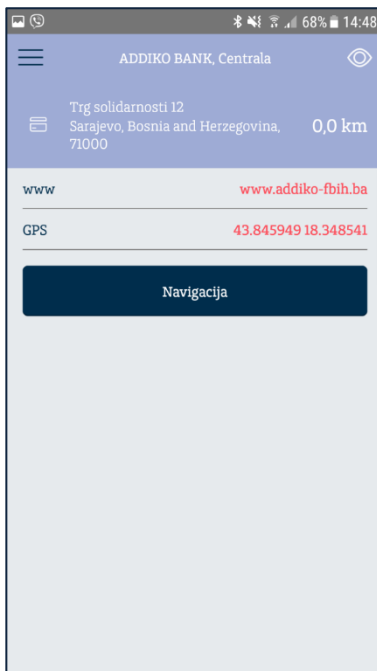 68% 14:48
ADDIKO BANK, Centrala
Trg solidarnosti 12
Sarajevo, Bosnia and Herzegovina,
71000
0,0 km
www www.addiko-fbih.ba
GPS 43.845949 18.348541
Navigacija